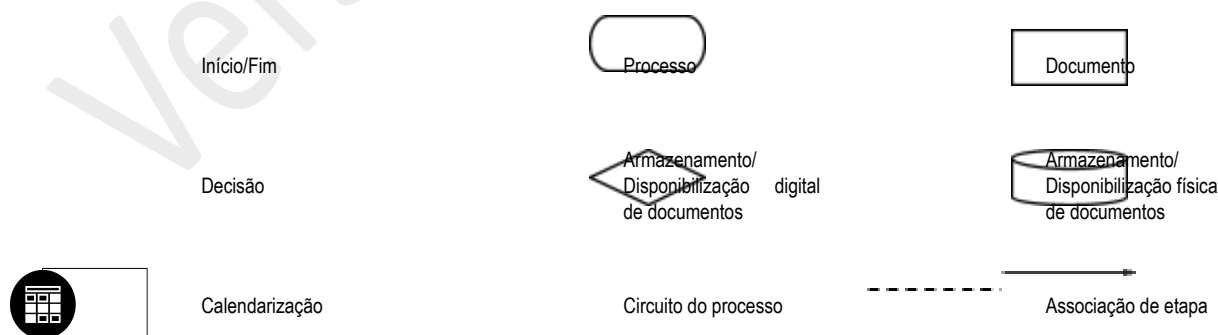 Início/Fim
Processo
Documento
Decisão
Armazenamento/
Disponibilização digital
de documentos
Armazenamento/
Disponibilização física
de documentos
Calendarização
Circuito do processo
Associação de etapa